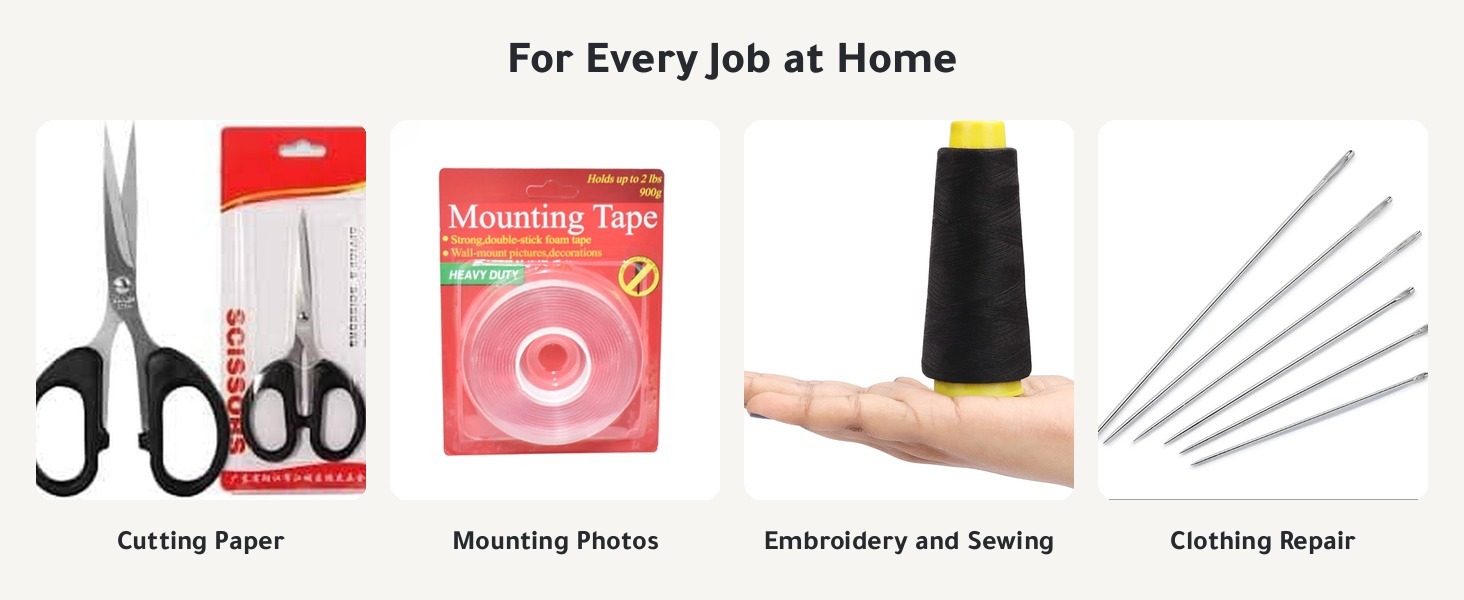 For Every Job at Home
SCISSORS
Holds up to 2 lbs
900g
Mounting Tape
• Strong,double-stick foam tape
• Wall-mount pictures,decorations
HEAVY DUTY
Cutting Paper
Mounting Photos
Embroidery and Sewing
Clothing Repair